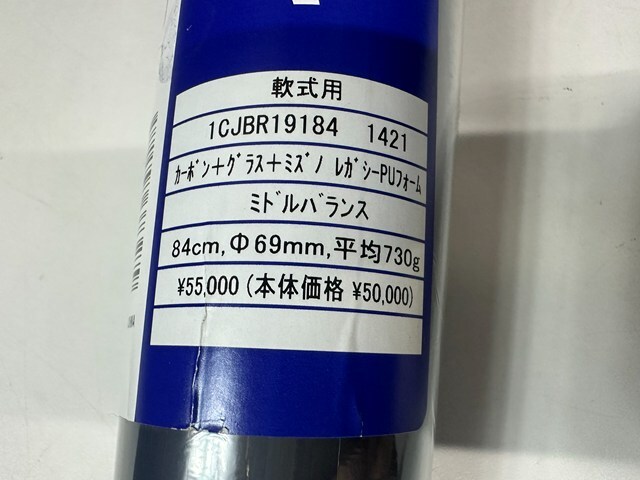 軟式用
1CJBR19184 1421
ｶｰﾎﾞﾝ＋ｸﾞﾗｽ＋ﾐｽﾞﾉ ﾚｶﾞｼｰPUﾌｫｰﾑ
ﾐﾄﾞﾙﾊﾞﾗﾝｽ
84cm,Φ69mm,平均730g
¥55,000（本体価格 ¥50,000）